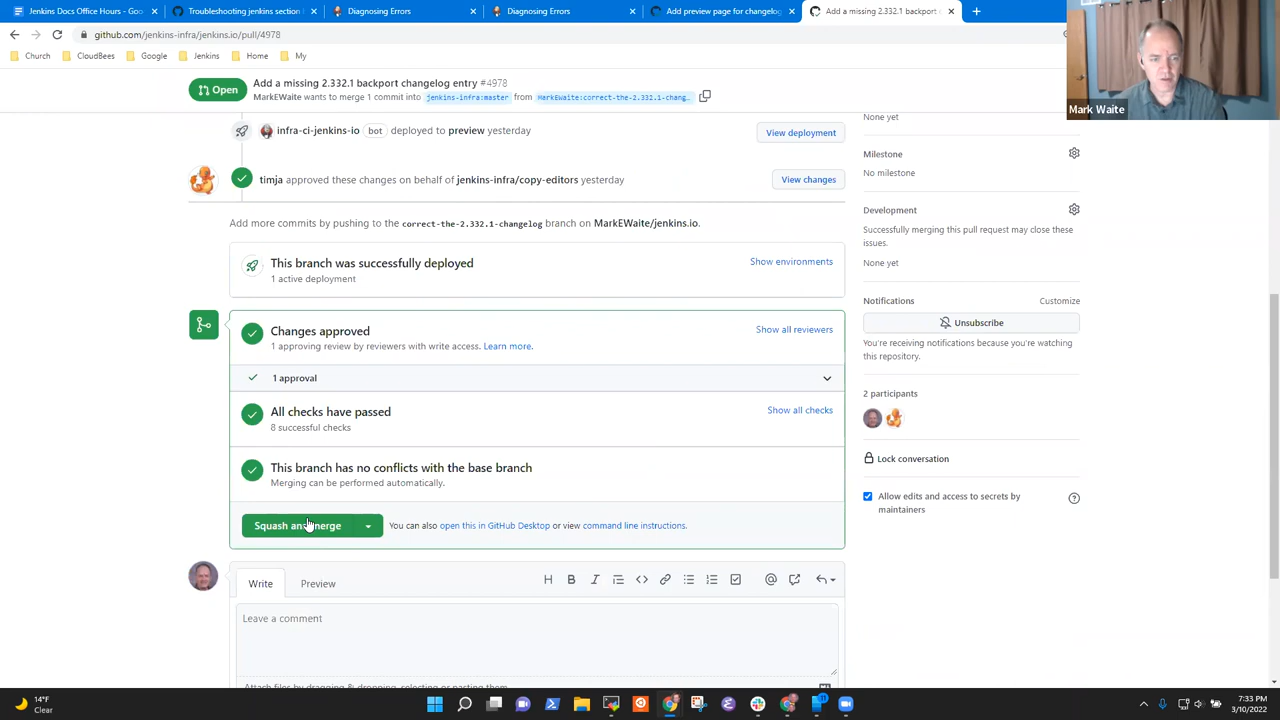 Jenkins Docs Office Hours - Goo
Troubleshooting jenkins section
Diagnosing Errors
Diagnosing Errors
Add preview page for changelog
Add a missing 2.332.1 backport
github.com/jenkins-infra/jenkins.io/pull/4978
Church
CloudBees
Google
Jenkins
Home
My
Mark Waite
Open
Add a missing 2.332.1 backport changelog entry #4978
MarkEWaite wants to merge 1 commit into jenkins-infra:master from MarkEWaite:correct-the-2.332.1-chang…
infra-ci-jenkins-io bot deployed to preview yesterday
View deployment
timja approved these changes on behalf of jenkins-infra/copy-editors yesterday
View changes
Add more commits by pushing to the correct-the-2.332.1-changelog branch on MarkEWaite/jenkins.io.
This branch was successfully deployed
1 active deployment
Show environments
Changes approved
1 approving review by reviewers with write access. Learn more.
Show all reviewers
1 approval
All checks have passed
8 successful checks
Show all checks
This branch has no conflicts with the base branch
Merging can be performed automatically.
Squash and merge
You can also open this in GitHub Desktop or view command line instructions.
Write
Preview
Leave a comment
Attach files by dragging & dropping, selecting or pasting them.
None yet
Milestone
No milestone
Development
Successfully merging this pull request may close these
issues.
None yet
Notifications
Customize
Unsubscribe
You're receiving notifications because you're watching
this repository.
2 participants
Lock conversation
Allow edits and access to secrets by
maintainers
14°F
Clear
7:33 PM
3/10/2022